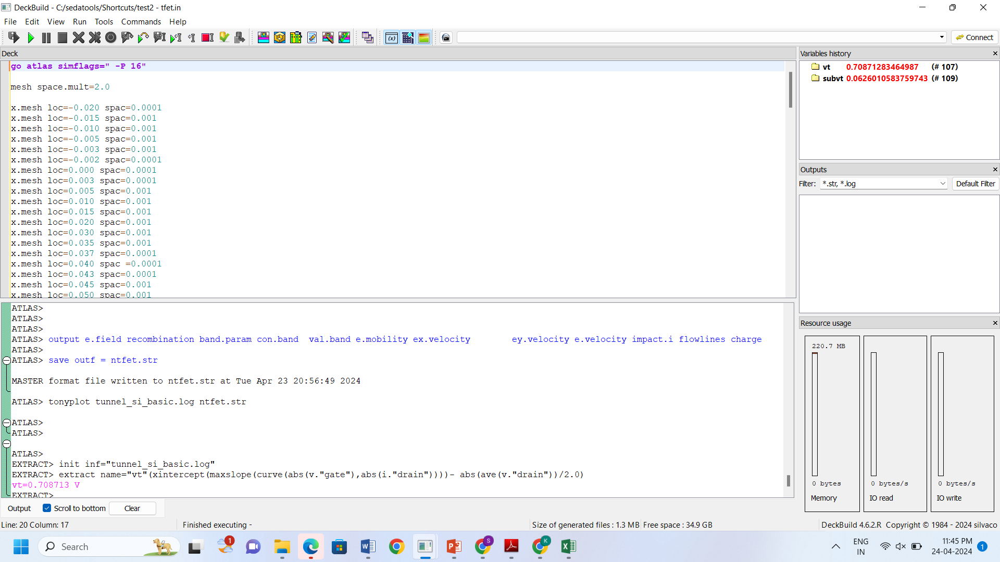 DeckBuild - C:/sedatools/Shortcuts/test2 - tfet.in
File Edit View Run Tools Commands Help
Connect
Deck
go atlas simflags=" -P 16"
mesh space.mult=2.0
x.mesh loc=-0.020 spac=0.0001
x.mesh loc=-0.015 spac=0.001
x.mesh loc=-0.010 spac=0.001
x.mesh loc=-0.005 spac=0.001
x.mesh loc=-0.003 spac=0.001
x.mesh loc=-0.002 spac=0.0001
x.mesh loc=0.000 spac=0.0001
x.mesh loc=0.003 spac=0.0001
x.mesh loc=0.005 spac=0.001
x.mesh loc=0.010 spac=0.001
x.mesh loc=0.015 spac=0.001
x.mesh loc=0.020 spac=0.001
x.mesh loc=0.030 spac=0.001
x.mesh loc=0.035 spac=0.001
x.mesh loc=0.037 spac=0.0001
x.mesh loc=0.040 spac =0.0001
x.mesh loc=0.043 spac=0.0001
x.mesh loc=0.045 spac=0.001
x.mesh loc=0.050 spac=0.001
ATLAS>
ATLAS>
ATLAS>
ATLAS> output e.field recombination band.param con.band  val.band e.mobility ex.velocity        ey.velocity e.velocity impact.i flowlines charge
ATLAS>
ATLAS> save outf = ntfet.str
MASTER format file written to ntfet.str at Tue Apr 23 20:56:49 2024
ATLAS> tonyplot tunnel_si_basic.log ntfet.str
ATLAS>
ATLAS>
ATLAS>
EXTRACT> init inf="tunnel_si_basic.log"
EXTRACT> extract name="vt"(xintercept(maxslope(curve(abs(v."gate"),abs(i."drain"))))- abs(ave(v."drain"))/2.0)
vt=0.708713 V
EXTRACT>
Output Scroll to bottom Clear
Variables history
vt 0.70871283464987 (# 107)
subvt 0.0626010583759743 (# 109)
Outputs
Filter: *.str, *.log Default Filter
Resource usage
220.7 MB
0 bytes 0 bytes/s 0 bytes/s
Memory IO read IO write
Line: 20 Column: 17 Finished executing - Size of generated files : 1.3 MB Free space : 34.9 GB DeckBuild 4.6.2.R Copyright © 1984 - 2024 silvaco
Search
1
S
K
ENG
IN
11:45 PM
24-04-2024
1